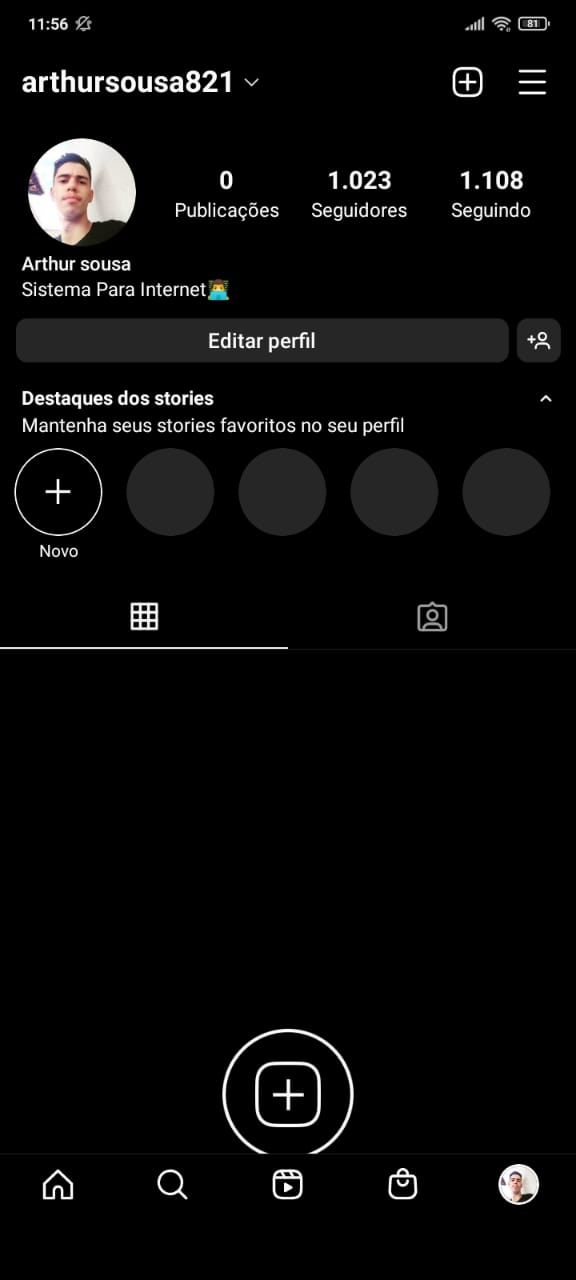 11:56
81
arthursousa821
0
1.023
1.108
Publicações
Seguidores
Seguindo
Arthur sousa
Sistema Para Internet👨‍💻
Editar perfil
Destaques dos stories
Mantenha seus stories favoritos no seu perfil
Novo